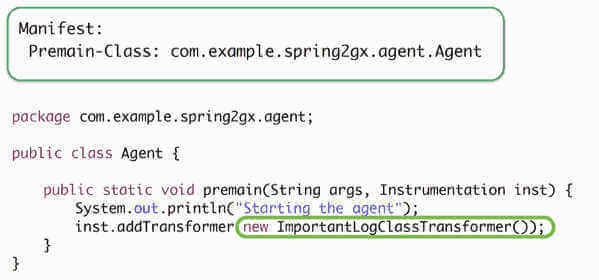 Manifest:
Premain-Class: com.example.spring2gx.agent.Agent
package com.example.spring2gx.agent;
public class Agent {
public static void premain(String args, Instrumentation inst) {
System.out.println("Starting the agent");
inst.addTransformer(new ImportantLogClassTransformer());
}
}